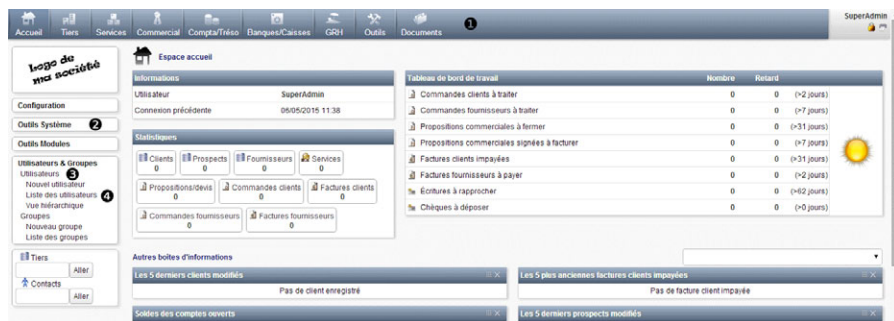 Accueil Tiers Services Commercial Compta/Tréso Banques/Caisses GRH Outils Documents ❶ SuperAdmin
Logo de
ma société
Espace accueil
Informations
Utilisateur SuperAdmin
Connexion précédente 06/05/2015 11:38
Configuration
Outils Système ❷
Outils Modules
Utilisateurs & Groupes
Utilisateurs ❸
Nouvel utilisateur
Liste des utilisateurs ❹
Vue hiérarchique
Groupes
Nouveau groupe
Liste des groupes
Tiers
Aller
Contacts
Aller
Statistiques
Clients Prospects Fournisseurs Services
0 0 0 0
Propositions/devis Commandes clients Factures clients
0 0 0
Commandes fournisseurs Factures fournisseurs
0 0
Tableau de bord de travail Nombre Retard
Commandes clients à traiter 0 0 (>2 jours)
Commandes fournisseurs à traiter 0 0 (>7 jours)
Propositions commerciales à fermer 0 0 (>31 jours)
Propositions commerciales signées à facturer 0 0 (>7 jours)
Factures clients impayées 0 0 (>31 jours)
Factures fournisseurs à payer 0 0 (>2 jours)
Écritures à rapprocher 0 0 (>62 jours)
Chèques à déposer 0 0 (>0 jours)
Autres boites d'informations
Les 5 derniers clients modifiés
Pas de client enregistré
Les 5 plus anciennes factures clients impayées
Pas de facture client impayée
Soldes des comptes ouverts
Les 5 derniers prospects modifiés